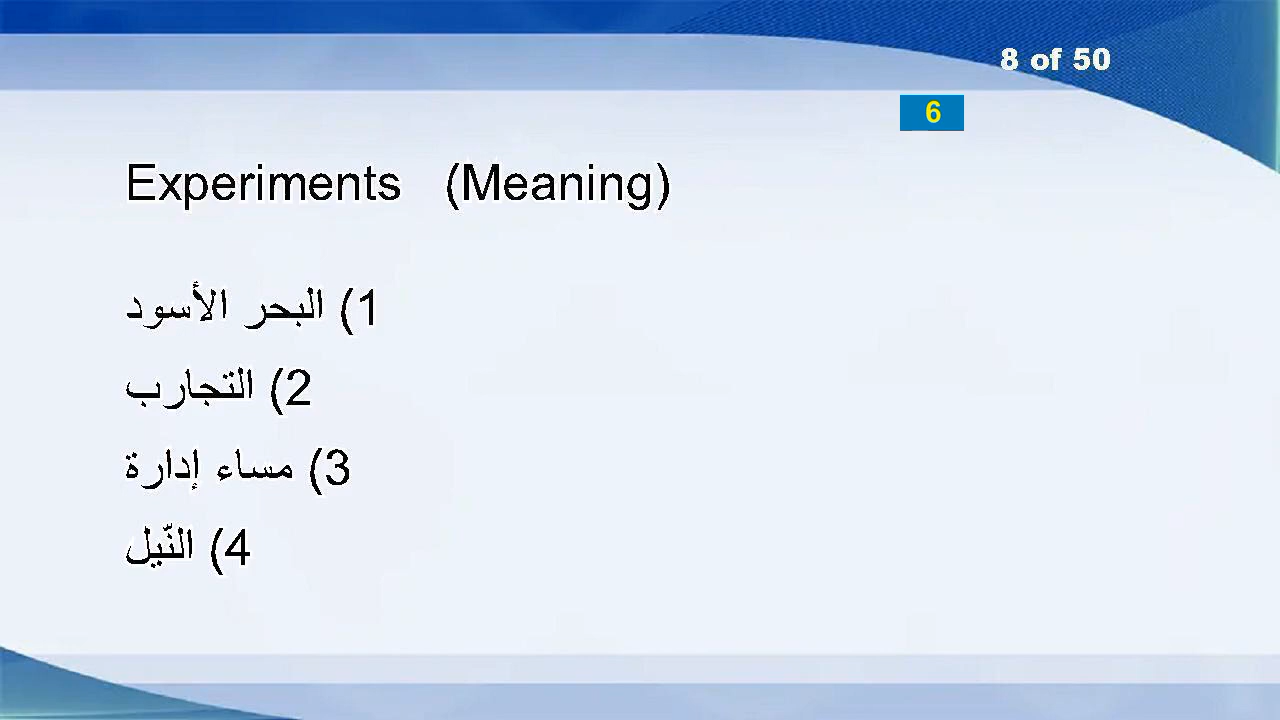 8 of 50
6
Experiments (Meaning)
1) البحر الأسود
2) التجارب
3) مساء إدارة
4) النّيل